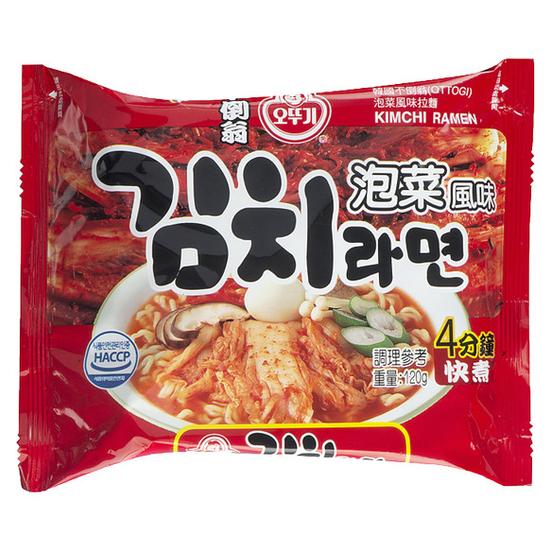 倒翁
오뚜기
韓國不倒翁(OTTOGI)
泡菜風味拉麵
KIMCHI RAMEN
김치라면
泡菜風味
HACCP
調理參考
重量:120g
4分鐘
快煮